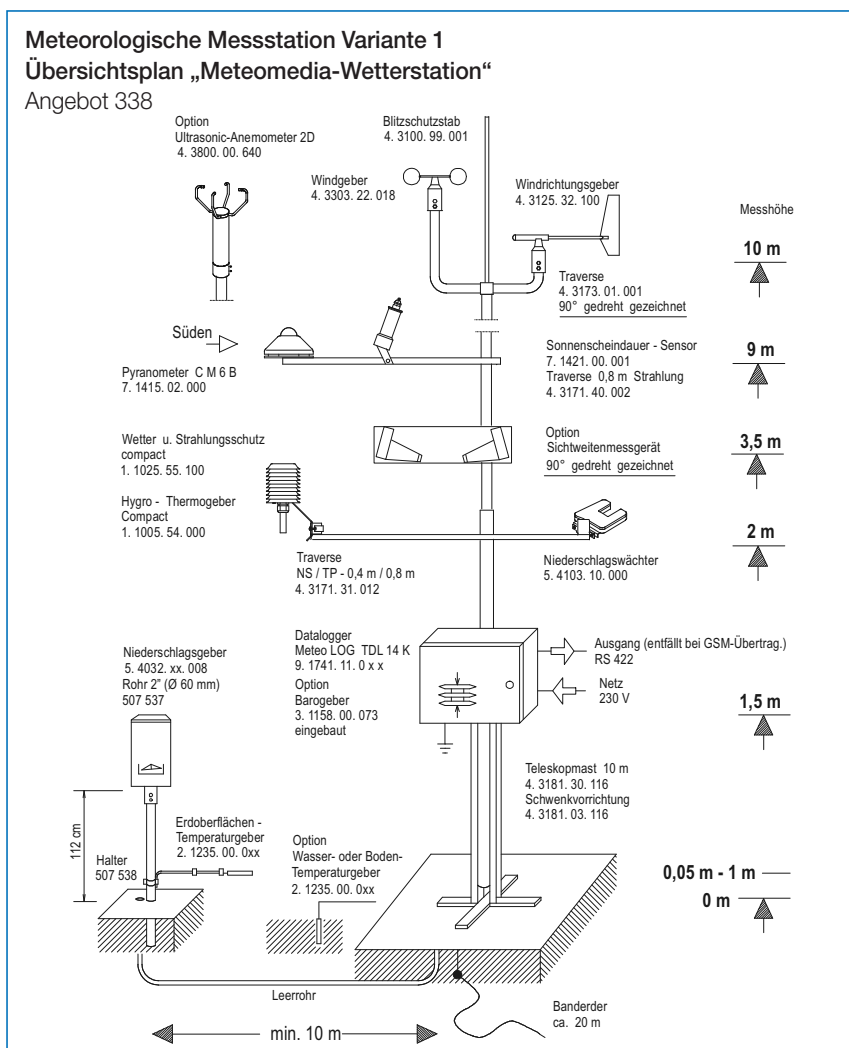 Meteorologische Messstation Variante 1
Übersichtsplan „Meteomedia-Wetterstation“
Angebot 338
Option
Ultrasonic-Anemometer 2D
4. 3800. 00. 640
Blitzschutzstab
4. 3100. 99. 001
Windgeber
4. 3303. 22. 018
Windrichtungsgeber
4. 3125. 32. 100
Messhöhe
10 m
Traverse
4. 3173. 01. 001
90° gedreht gezeichnet
Süden
Pyranometer C M 6 B
7. 1415. 02. 000
Sonnenscheindauer - Sensor
7. 1421. 00. 001
Traverse 0,8 m Strahlung
4. 3171. 40. 002
9 m
Wetter u. Strahlungsschutz
compact
1. 1025. 55. 100
Option
Sichtweitenmessgerät
90° gedreht gezeichnet
3,5 m
Hygro - Thermogeber
Compact
1. 1005. 54. 000
2 m
Traverse
NS / TP - 0,4 m / 0,8 m
4. 3171. 31. 012
Niederschlagswächter
5. 4103. 10. 000
Niederschlagsgeber
5. 4032. xx. 008
Rohr 2" (Ø 60 mm)
507 537
Datalogger
Meteo LOG TDL 14 K
9. 1741. 11. 0 x x
Option
Barogeber
3. 1158. 00. 073
eingebaut
Ausgang (entfällt bei GSM-Übertrag.)
RS 422
Netz
230 V
1,5 m
Teleskopmast 10 m
4. 3181. 30. 116
Schwenkvorrichtung
4. 3181. 03. 116
112 cm
Erdoberflächen -
Temperaturgeber
2. 1235. 00. 0xx
Halter
507 538
Option
Wasser- oder Boden-
Temperaturgeber
2. 1235. 00. 0xx
0,05 m - 1 m
0 m
Leerrohr
Banderder
ca. 20 m
min. 10 m